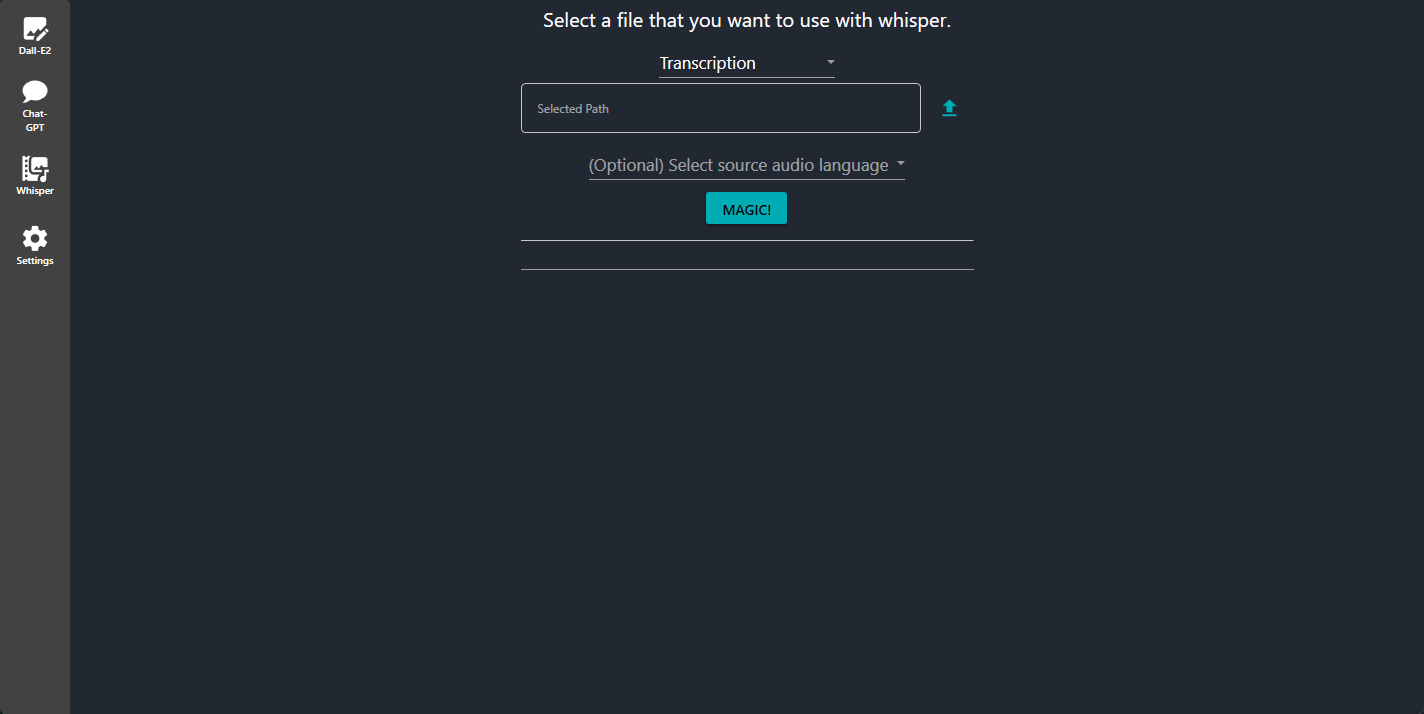 Dall-E2
Chat-
GPT
Whisper
Settings
Select a file that you want to use with whisper.
Transcription
Selected Path
(Optional) Select source audio language
MAGIC!